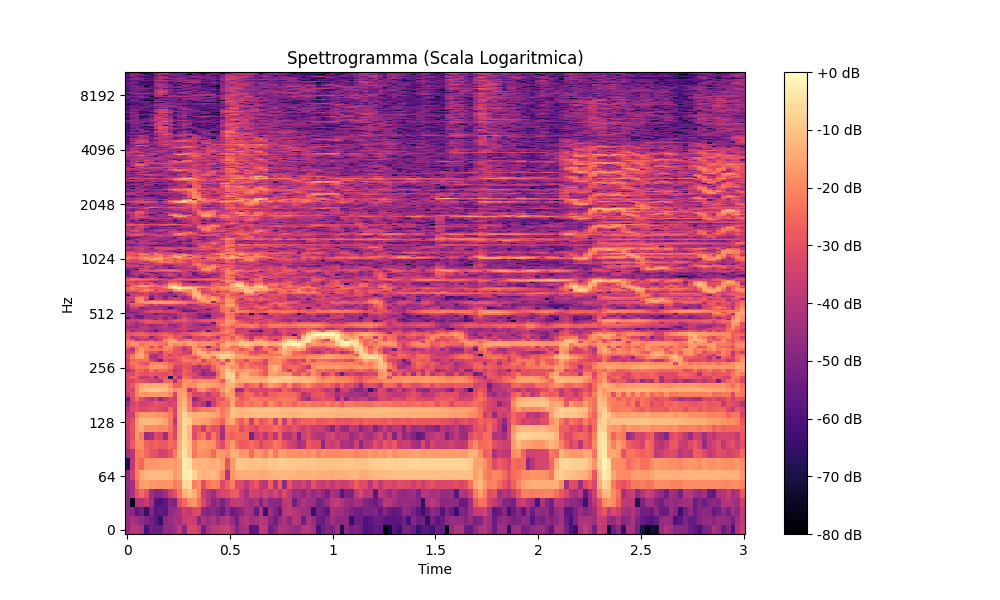 Spettrogramma (Scala Logaritmica)
Hz
8192
4096
2048
1024
512
256
128
64
0
0
0.5
1
1.5
2
2.5
3
Time
+0 dB
-10 dB
-20 dB
-30 dB
-40 dB
-50 dB
-60 dB
-70 dB
-80 dB